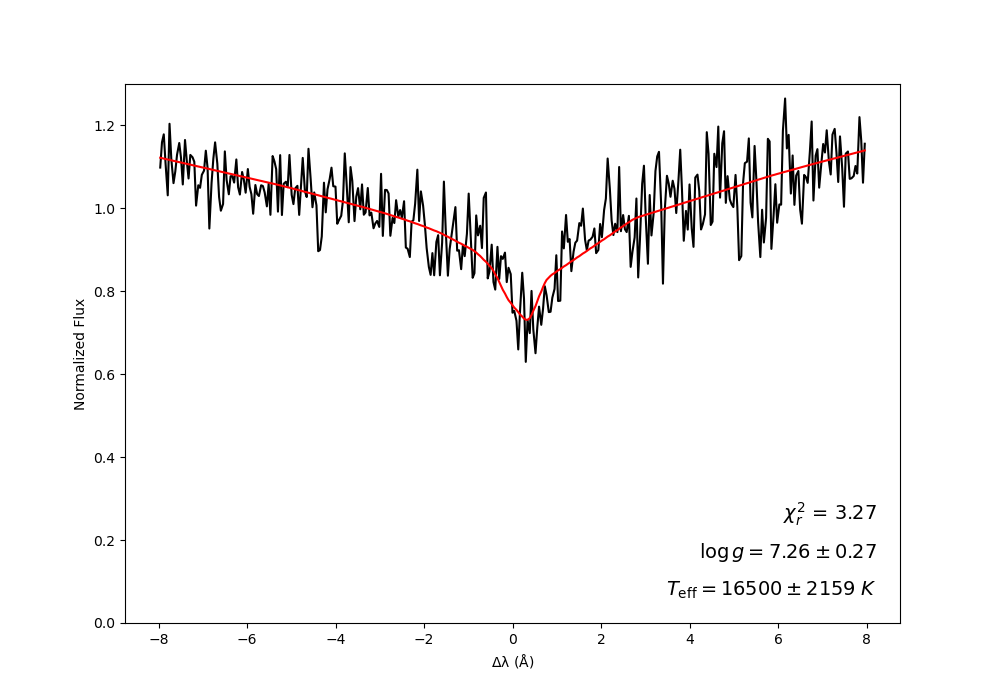 1.2
1.0
0.8
0.6
0.4
0.2
0.0
Normalized Flux
χ²ᵣ = 3.27
log g = 7.26 ± 0.27
T_eff = 16500 ± 2159 K
−8 −6 −4 −2 0 2 4 6 8
Δλ (Å)